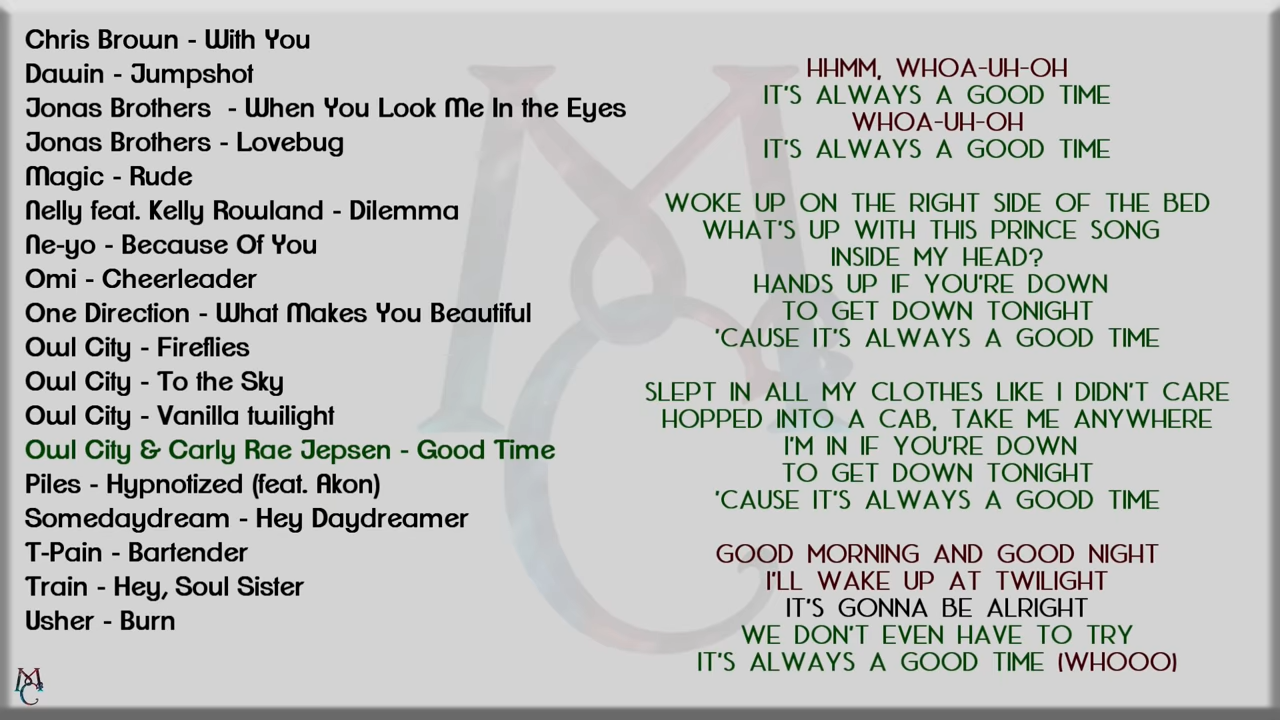 Chris Brown - With You
Dawin - Jumpshot
Jonas Brothers  - When You Look Me In the Eyes
Jonas Brothers - Lovebug
Magic - Rude
Nelly feat. Kelly Rowland - Dilemma
Ne-yo - Because Of You
Omi - Cheerleader
One Direction - What Makes You Beautiful
Owl City - Fireflies
Owl City - To the Sky
Owl City - Vanilla twilight
Owl City & Carly Rae Jepsen - Good Time
Piles - Hypnotized (feat. Akon)
Somedaydream - Hey Daydreamer
T-Pain - Bartender
Train - Hey, Soul Sister
Usher - Burn
HHMM, WHOA-UH-OH
IT'S ALWAYS A GOOD TIME
WHOA-UH-OH
IT'S ALWAYS A GOOD TIME
WOKE UP ON THE RIGHT SIDE OF THE BED
WHAT'S UP WITH THIS PRINCE SONG
INSIDE MY HEAD?
HANDS UP IF YOU'RE DOWN
TO GET DOWN TONIGHT
'CAUSE IT'S ALWAYS A GOOD TIME
SLEPT IN ALL MY CLOTHES LIKE I DIDN'T CARE
HOPPED INTO A CAB, TAKE ME ANYWHERE
I'M IN IF YOU'RE DOWN
TO GET DOWN TONIGHT
'CAUSE IT'S ALWAYS A GOOD TIME
GOOD MORNING AND GOOD NIGHT
I'LL WAKE UP AT TWILIGHT
IT'S GONNA BE ALRIGHT
WE DON'T EVEN HAVE TO TRY
IT'S ALWAYS A GOOD TIME (WHOOO)
MC